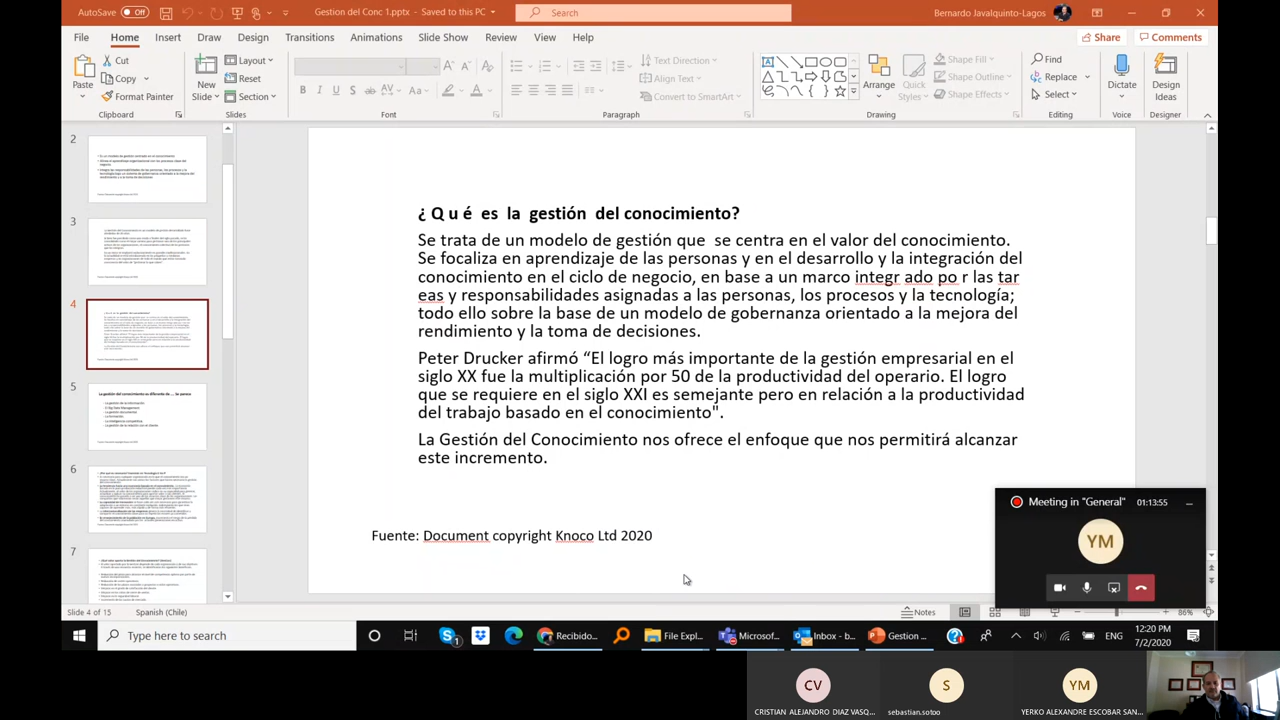 AutoSave Off
Gestion del Conc 1.pptx - Saved to this PC
Search
Bernardo Javalquinto-Lagos
File Home Insert Draw Design Transitions Animations Slide Show Review View Help
Share Comments
Paste
Cut
Copy
Format Painter
Clipboard
New
Slide
Layout
Reset
Section
Slides
Font
Text Direction
Align Text
Convert to SmartArt
Paragraph
Arrange
Quick
Styles
Shape Fill
Shape Outline
Shape Effects
Drawing
Find
Replace
Select
Editing
Dictate
Voice
Design
Ideas
Designer
2
3
4
5
6
7
¿ Q u é es la gestión del conocimiento?
Se trata de un modelo de gestión que se centra en el valor del conocimiento.
Se focaliza en aprendizaje de las personas y en el desarrollo y la integración del
conocimiento en el ciclo de negocio, en base a un marco integr ado po r las tar
eas y responsabilidades asignadas a las personas, los procesos y la tecnología;
todo ello sobre la base de un modelo de gobernanza orientado a la mejora del
rendimiento y la toma de decisiones.
Peter Drucker afirmó “El logro más importante de la gestión empresarial en el
siglo XX fue la multiplicación por 50 de la productividad del operario. El logro
que se requiere en el siglo XXI es semejante pero en relación a la productividad
del trabajo basado en el conocimiento".
La Gestión del Conocimiento nos ofrece el enfoque que nos permitirá alcanzar
este incremento.
Fuente: Document copyright Knoco Ltd 2020
Meeting in "General" 01:13:55
YM
Slide 4 of 15 Spanish (Chile)
Notes
86%
Type here to search
Recibido...
File Expl...
Microsof...
Inbox - b...
Gestion ...
ENG
12:20 PM
7/2/2020
CV
S
YM
CRISTIAN ALEJANDRO DIAZ VASQ...
sebastian.sotoo
YERKO ALEXANDRE ESCOBAR SAN...